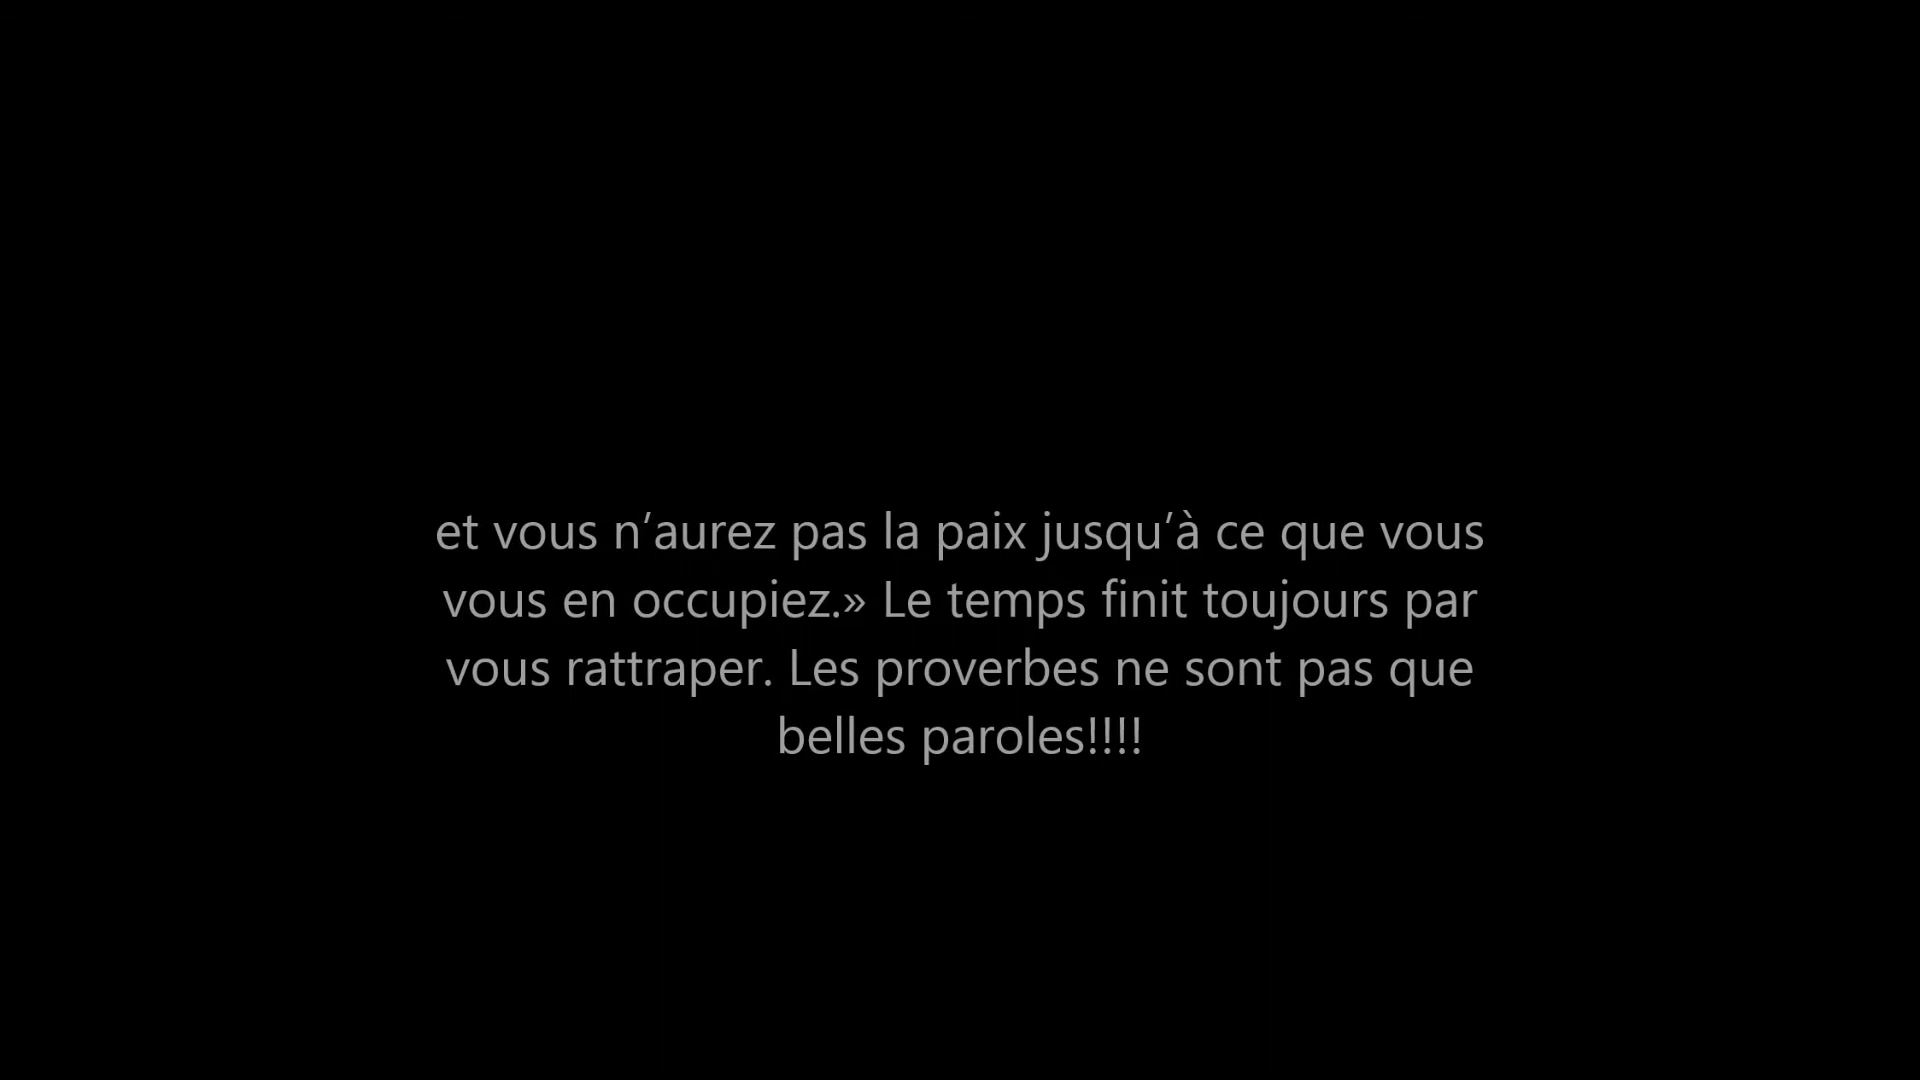 et vous n’aurez pas la paix jusqu’à ce que vous
vous en occupiez.» Le temps finit toujours par
vous rattraper. Les proverbes ne sont pas que
belles paroles!!!!